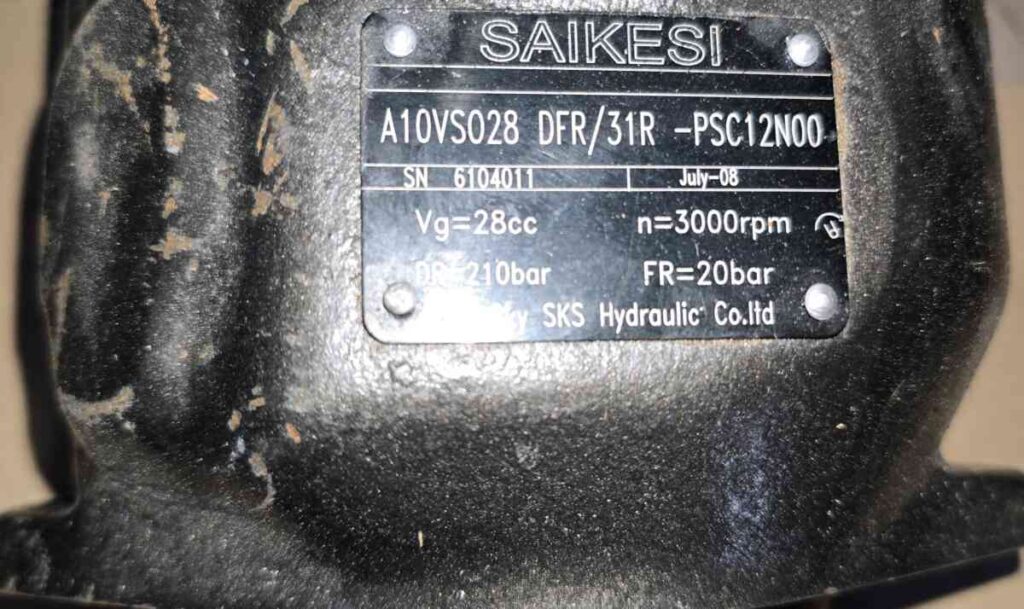 SAIKESI
A10VSO28 DFR/31R -PSC12N00
SN 6104011 July-08
Vg=28cc n=3000rpm
DR=210bar FR=20bar
SKS Hydraulic Co.ltd